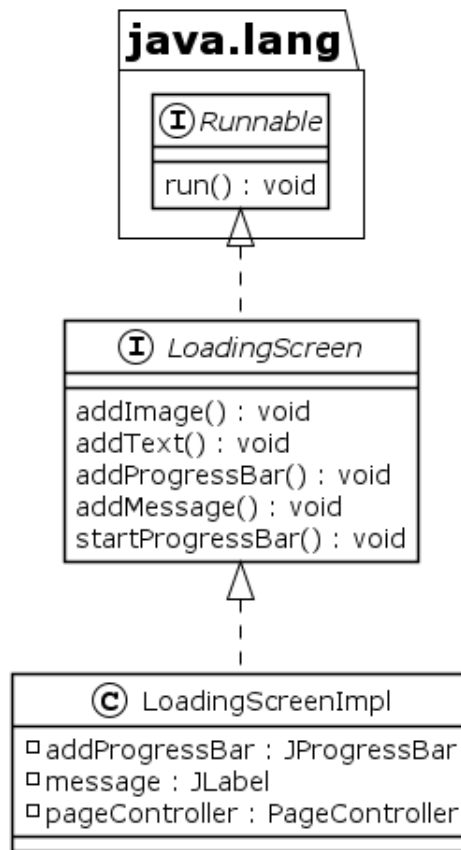 java.lang
I Runnable
run() : void
I LoadingScreen
addImage() : void
addText() : void
addProgressBar() : void
addMessage() : void
startProgressBar() : void
C LoadingScreenImpl
addProgressBar : JProgressBar
message : JLabel
pageController : PageController